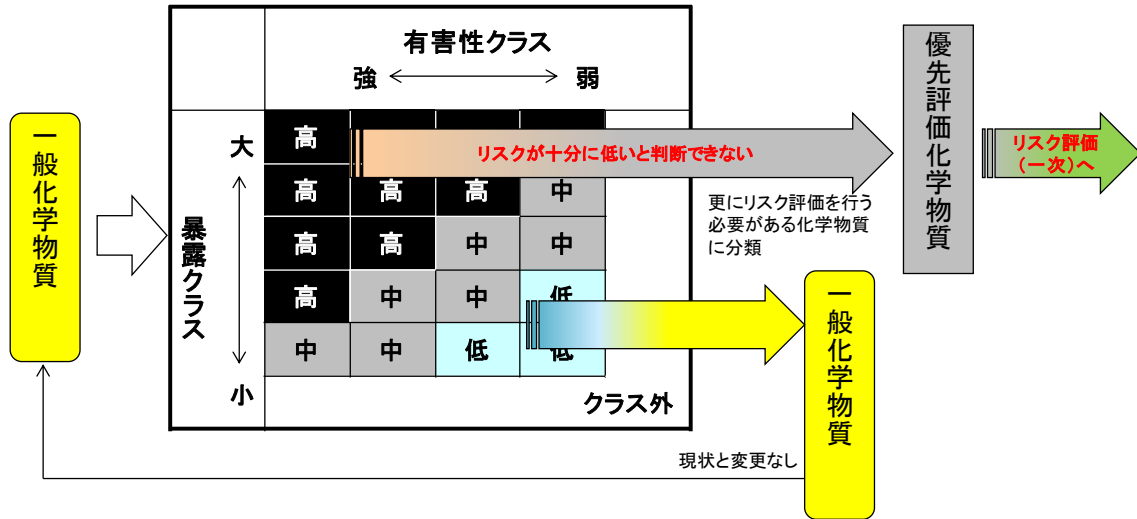 一般化学物質
有害性クラス
強
弱
暴露クラス
大
小
高
高 高 高 中
高 高 中 中
高 中 中 低
中 中 低 低
クラス外
リスクが十分に低いと判断できない
更にリスク評価を行う
必要がある化学物質
に分類
優先評価化学物質
リスク評価
(一次)へ
一般化学物質
現状と変更なし